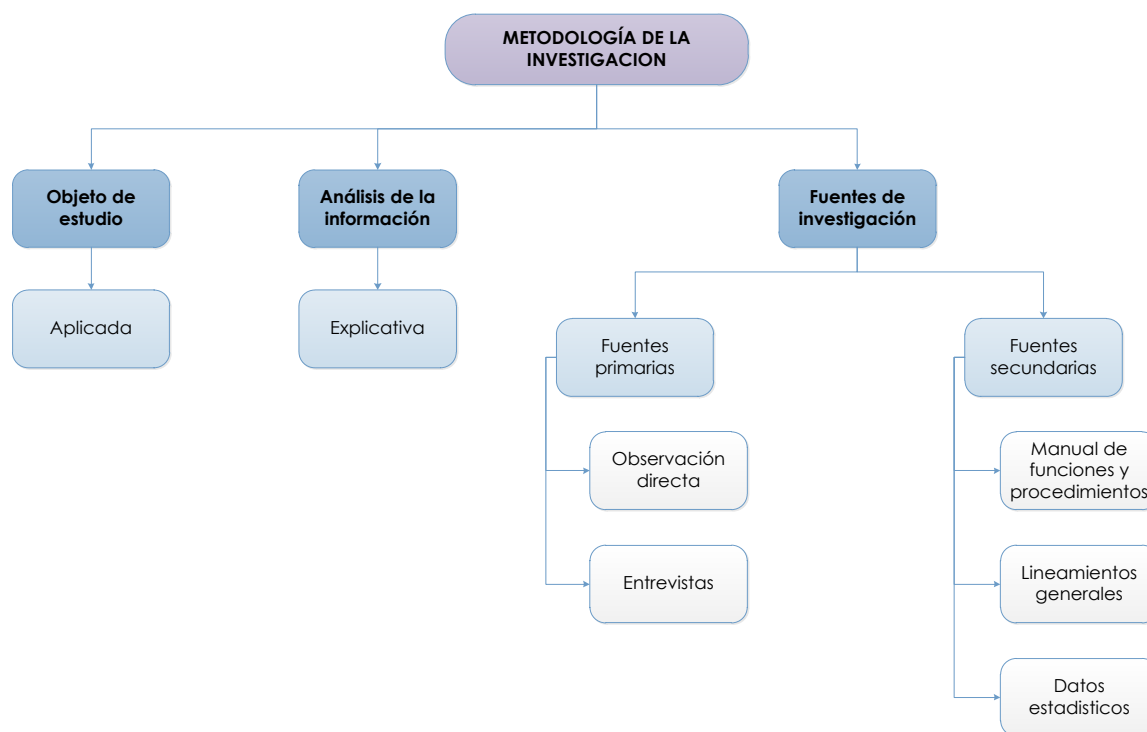 METODOLOGÍA DE LA
INVESTIGACION
Objeto de
estudio
Análisis de la
información
Fuentes de
investigación
Aplicada
Explicativa
Fuentes
primarias
Fuentes
secundarias
Observación
directa
Manual de
funciones y
procedimientos
Entrevistas
Lineamientos
generales
Datos
estadisticos